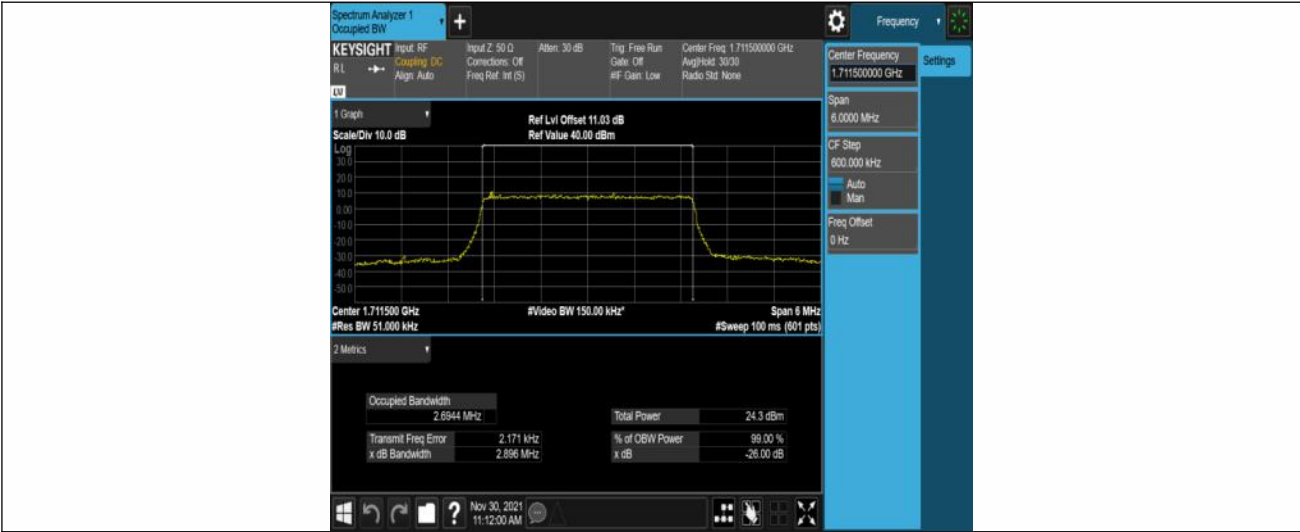 Spectrum Analyzer 1
Occupied BW
+
Frequency
KEYSIGHT Input: RF Input Z: 50 Ω Atten: 30 dB Trig: Free Run Center Freq: 1.711500000 GHz
R L Coupling: DC Corrections: Off Gate: Off Avg|Hold: 30/30
Align: Auto Freq Ref: Int (S) #IF Gain: Low Radio Std: None
LXI
Center Frequency
1.711500000 GHz
Settings
Span
6.0000 MHz
CF Step
600.000 kHz
Auto
Man
Freq Offset
0 Hz
1 Graph
Ref Lvl Offset 11.03 dB
Scale/Div 10.0 dB Ref Value 40.00 dBm
Log
30.0
20.0
10.0
0.00
-10.0
-20.0
-30.0
-40.0
-50.0
Center 1.711500 GHz #Video BW 150.00 kHz* Span 6 MHz
#Res BW 51.000 kHz #Sweep 100 ms (601 pts)
2 Metrics
Occupied Bandwidth
2.6944 MHz Total Power 24.3 dBm
Transmit Freq Error 2.171 kHz % of OBW Power 99.00 %
x dB Bandwidth 2.896 MHz x dB -26.00 dB
? Nov 30, 2021
11:12:00 AM